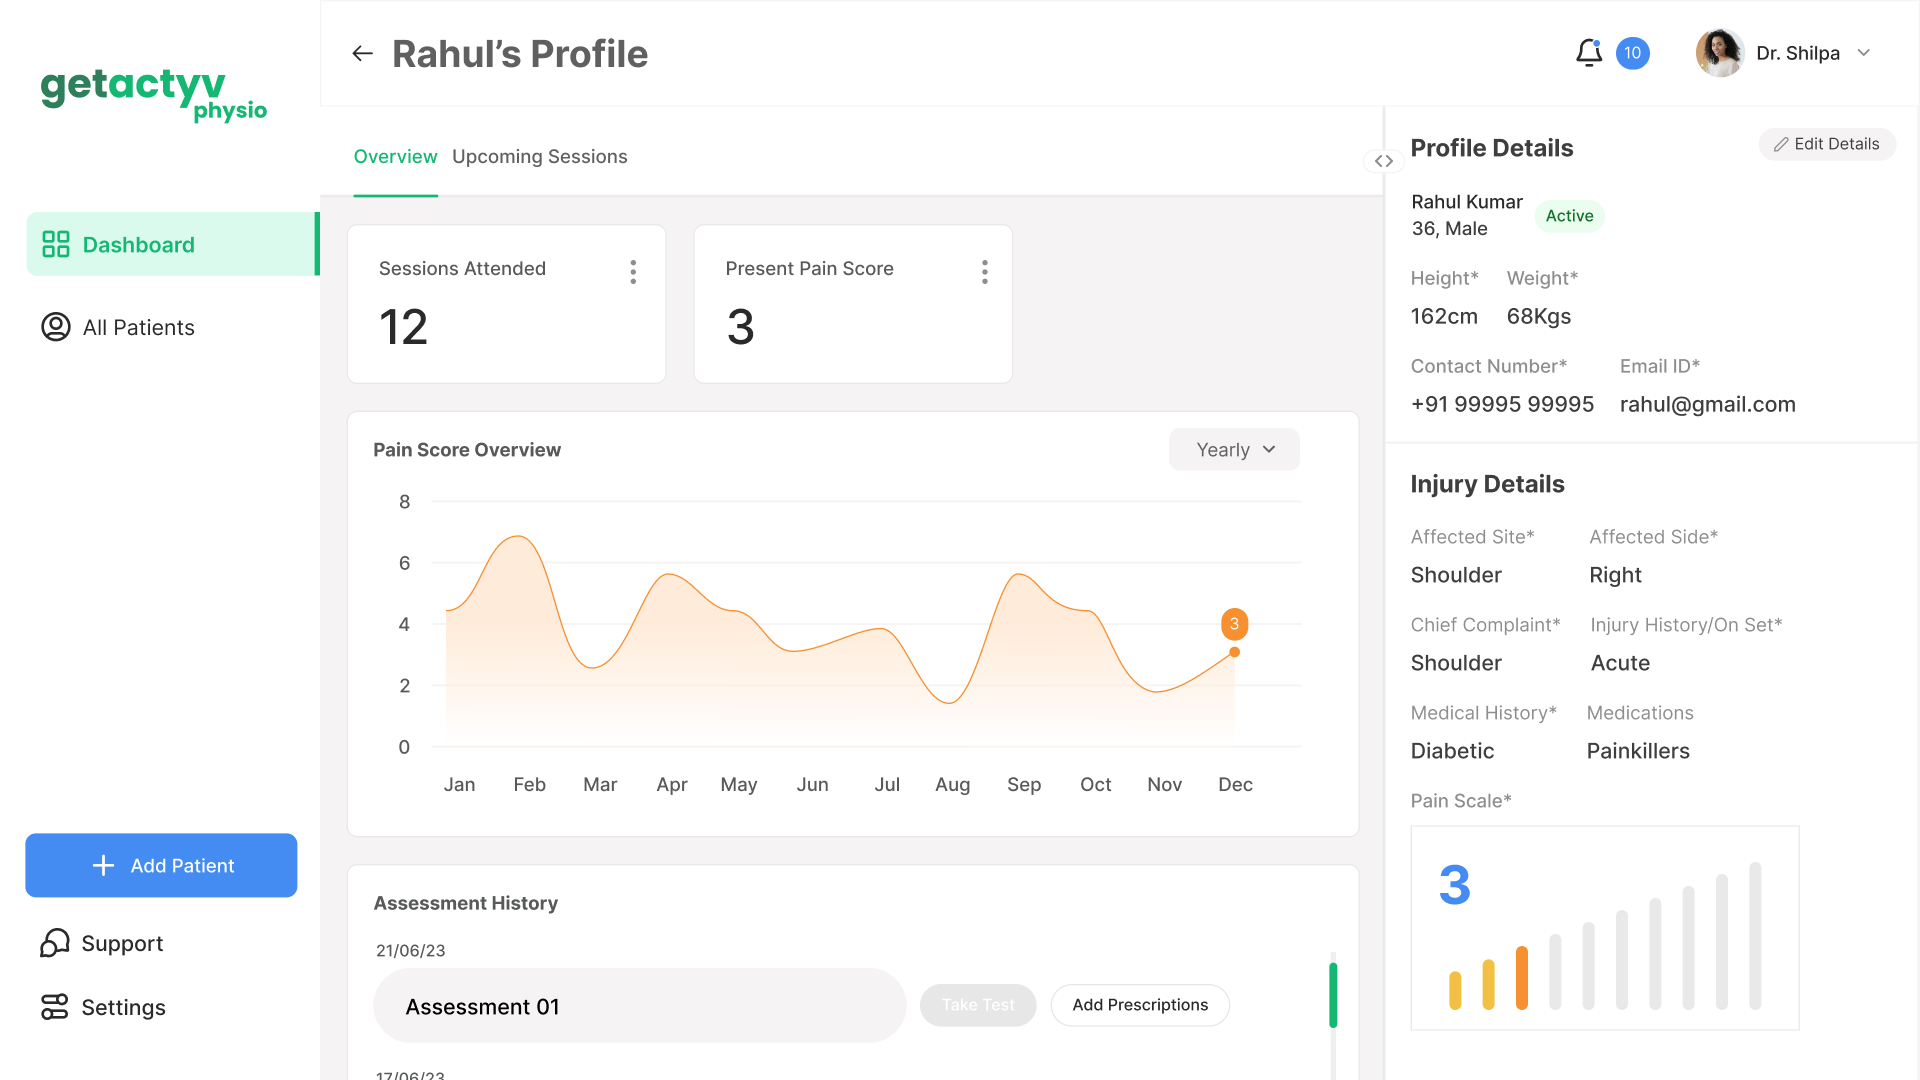 getactyv
physio
Dashboard
All Patients
Add Patient
Support
Settings
Rahul’s Profile
10
Dr. Shilpa
Overview
Upcoming Sessions
Sessions Attended
12
Present Pain Score
3
Pain Score Overview
Yearly
8
6
4
2
0
3
Jan
Feb
Mar
Apr
May
Jun
Jul
Aug
Sep
Oct
Nov
Dec
Assessment History
21/06/23
Assessment 01
Take Test
Add Prescriptions
17/06/23
Profile Details
Edit Details
Rahul Kumar
36, Male
Active
Height*
Weight*
162cm
68Kgs
Contact Number*
Email ID*
+91 99995 99995
rahul@gmail.com
Injury Details
Affected Site*
Affected Side*
Shoulder
Right
Chief Complaint*
Injury History/On Set*
Shoulder
Acute
Medical History*
Medications
Diabetic
Painkillers
Pain Scale*
3